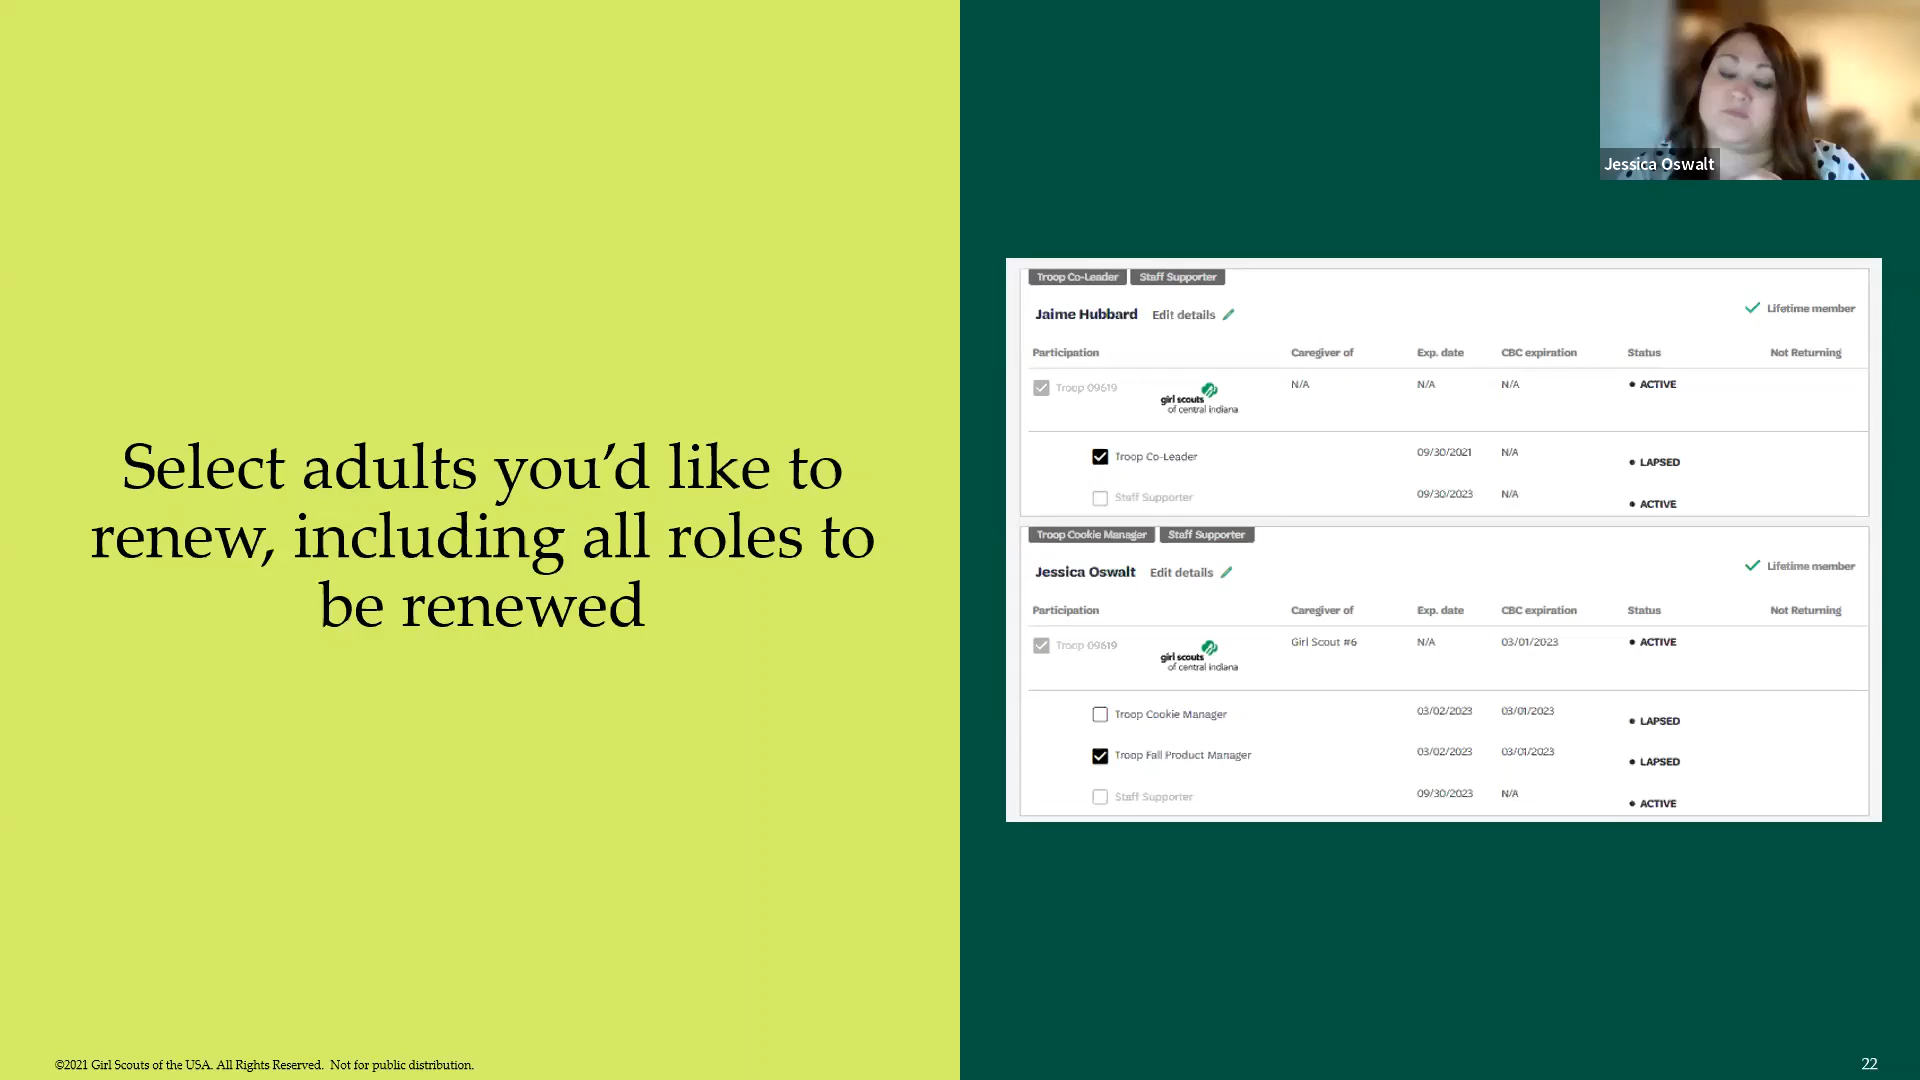 Select adults you’d like to
renew, including all roles to
be renewed
Jessica Oswalt
Troop Co-Leader Staff Supporter
Jaime Hubbard Edit details Lifetime member
Participation Caregiver of Exp. date CBC expiration Status Not Returning
Troop 09619 girl scouts of central indiana N/A N/A N/A • ACTIVE
Troop Co-Leader 09/30/2021 N/A • LAPSED
Staff Supporter 09/30/2023 N/A • ACTIVE
Troop Cookie Manager Staff Supporter
Jessica Oswalt Edit details Lifetime member
Participation Caregiver of Exp. date CBC expiration Status Not Returning
Troop 09619 girl scouts of central indiana Girl Scout #6 N/A 03/01/2023 • ACTIVE
Troop Cookie Manager 03/02/2023 03/01/2023 • LAPSED
Troop Fall Product Manager 03/02/2023 03/01/2023 • LAPSED
Staff Supporter 09/30/2023 N/A • ACTIVE
©2021 Girl Scouts of the USA. All Rights Reserved. Not for public distribution.
22